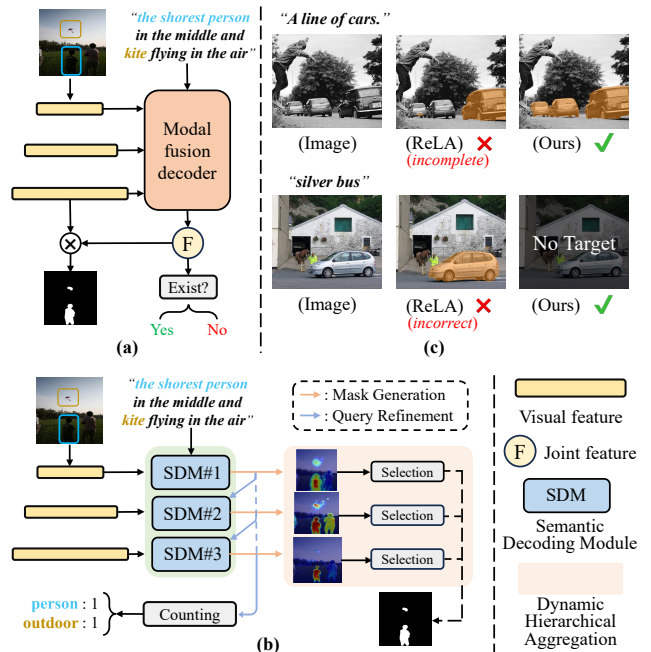 “the shorest person
in the middle and
kite flying in the air”
Modal
fusion
decoder
F
Exist?
Yes
No
(a)
“A line of cars.”
(Image)
(ReLA)
(incomplete)
(Ours)
“silver bus”
No Target
(Image)
(ReLA)
(incorrect)
(Ours)
(c)
“the shorest person
in the middle and
kite flying in the air”
: Mask Generation
: Query Refinement
SDM#1
SDM#2
SDM#3
Selection
Selection
Selection
Counting
person : 1
outdoor : 1
(b)
Visual feature
F
Joint feature
SDM
Semantic
Decoding Module
Dynamic
Hierarchical
Aggregation